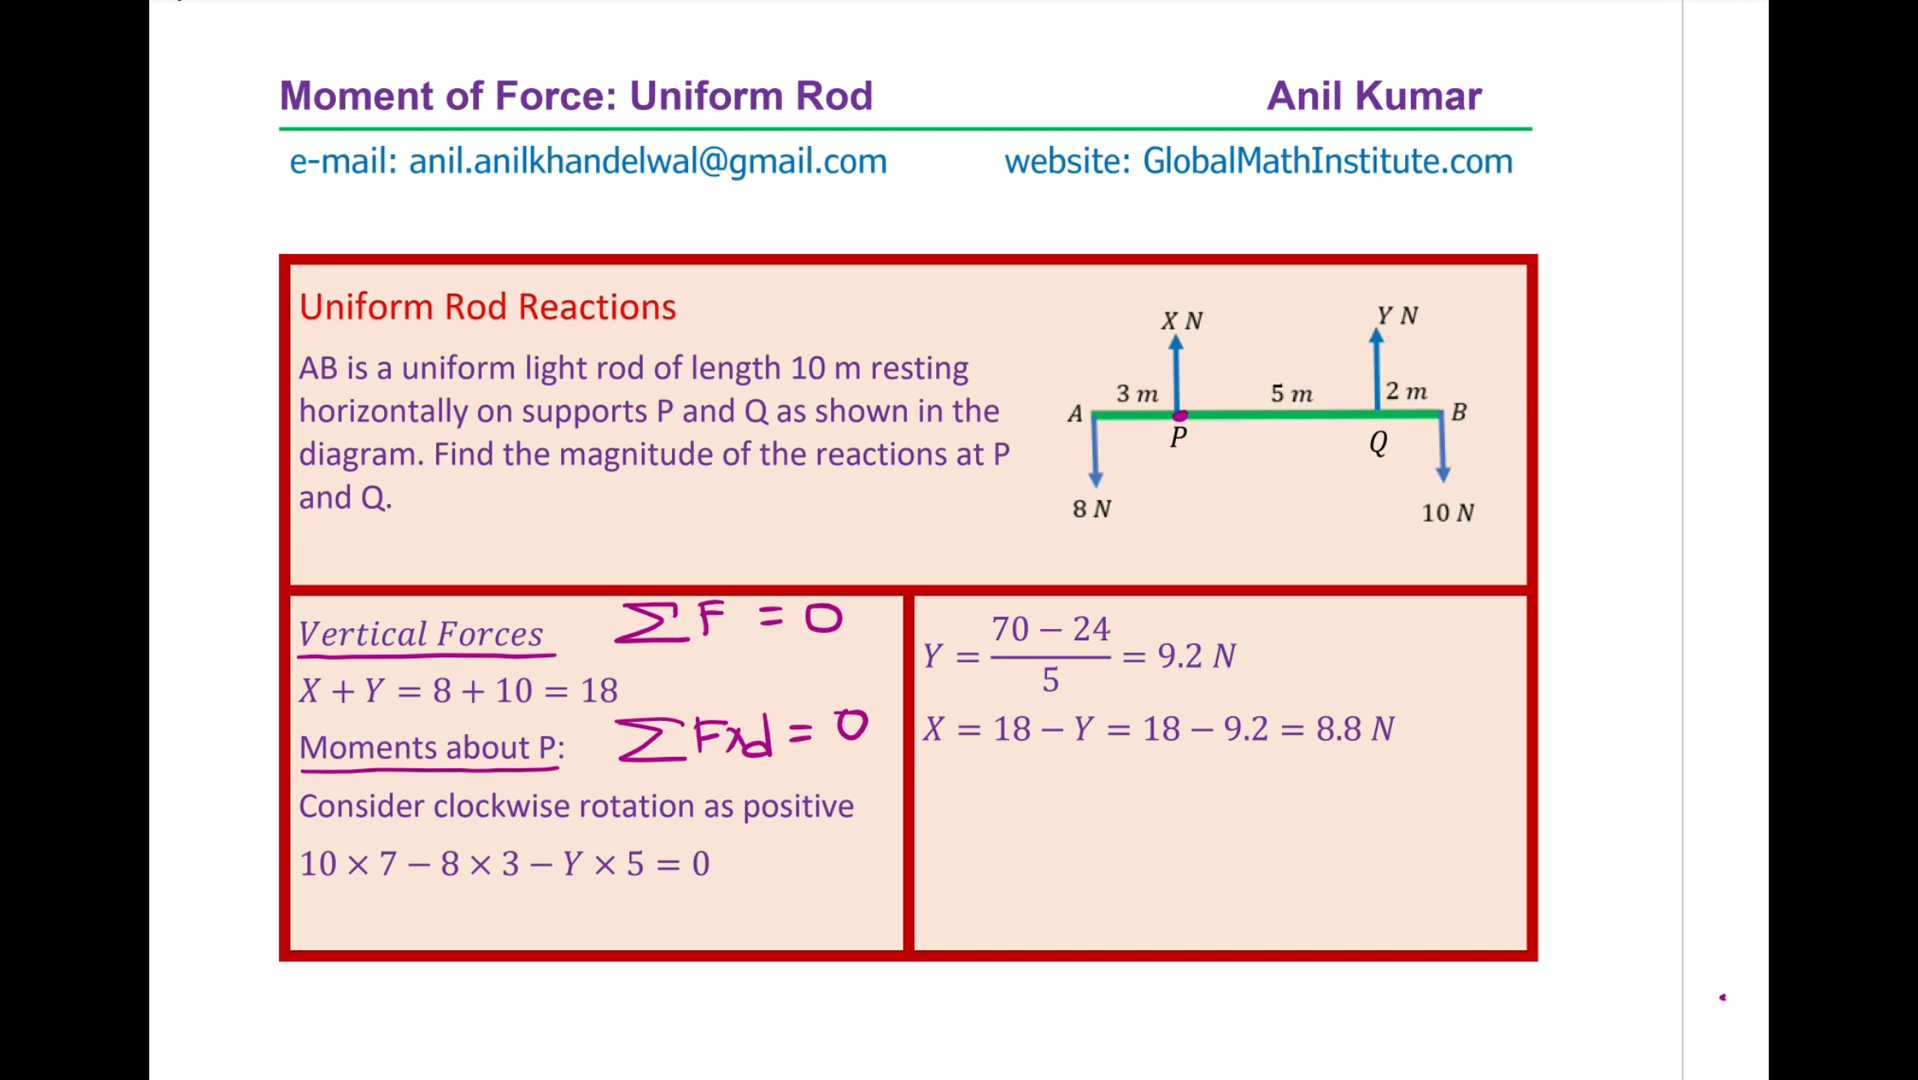 Moment of Force: Uniform Rod Anil Kumar
e-mail: anil.anilkhandelwal@gmail.com website: GlobalMathInstitute.com
Uniform Rod Reactions
AB is a uniform light rod of length 10 m resting
horizontally on supports P and Q as shown in the
diagram. Find the magnitude of the reactions at P
and Q.
X N Y N
3 m 5 m 2 m
A B
P Q
8 N 10 N
Vertical Forces ΣF = 0
X + Y = 8 + 10 = 18
Moments about P: ΣFxd = 0
Consider clockwise rotation as positive
10 × 7 − 8 × 3 − Y × 5 = 0
Y = (70 − 24)/5 = 9.2 N
X = 18 − Y = 18 − 9.2 = 8.8 N